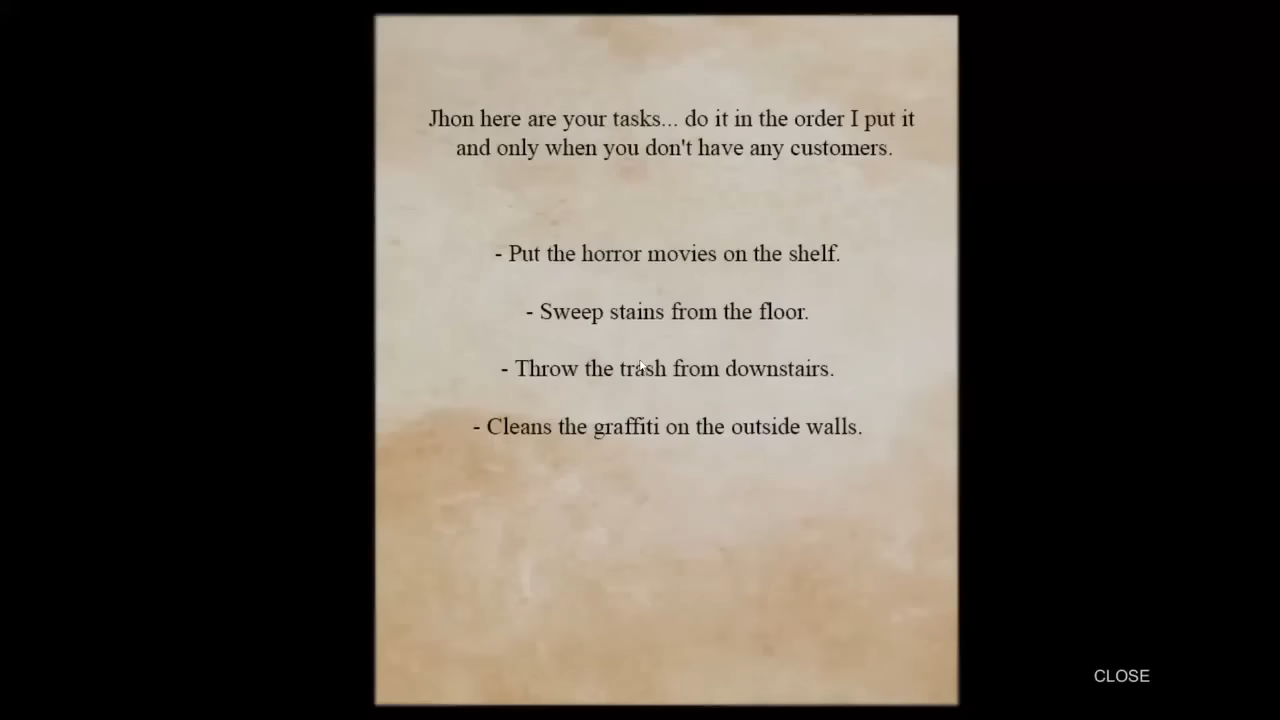 Jhon here are your tasks... do it in the order I put it
and only when you don't have any customers.
- Put the horror movies on the shelf.
- Sweep stains from the floor.
- Throw the trash from downstairs.
- Cleans the graffiti on the outside walls.
CLOSE